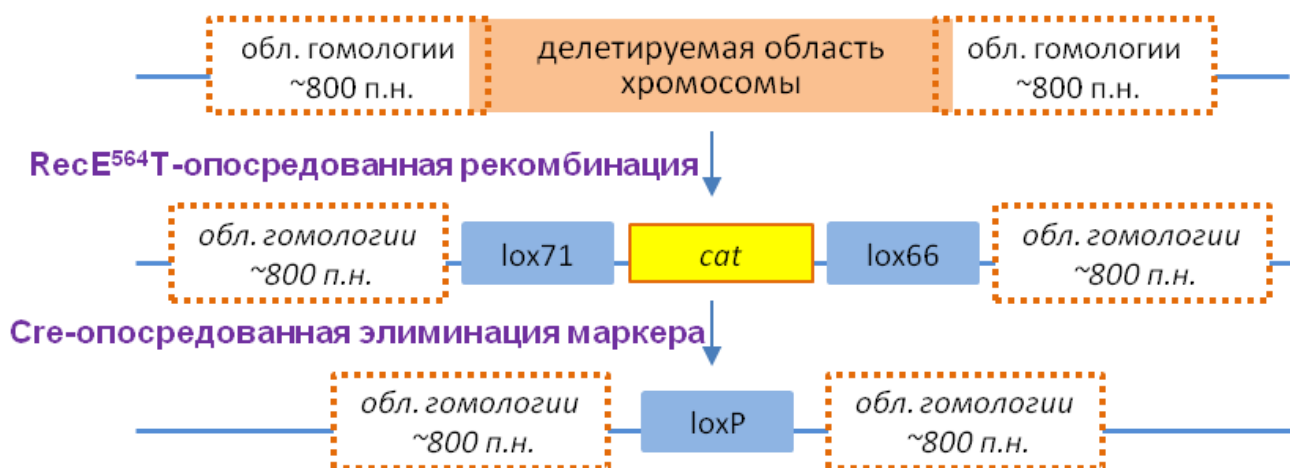 обл. гомологии
~800 п.н.
делетируемая область
хромосомы
обл. гомологии
~800 п.н.
RecE⁵⁶⁴T-опосредованная рекомбинация
обл. гомологии
~800 п.н.
lox71
cat
lox66
обл. гомологии
~800 п.н.
Cre-опосредованная элиминация маркера
обл. гомологии
~800 п.н.
loxP
обл. гомологии
~800 п.н.